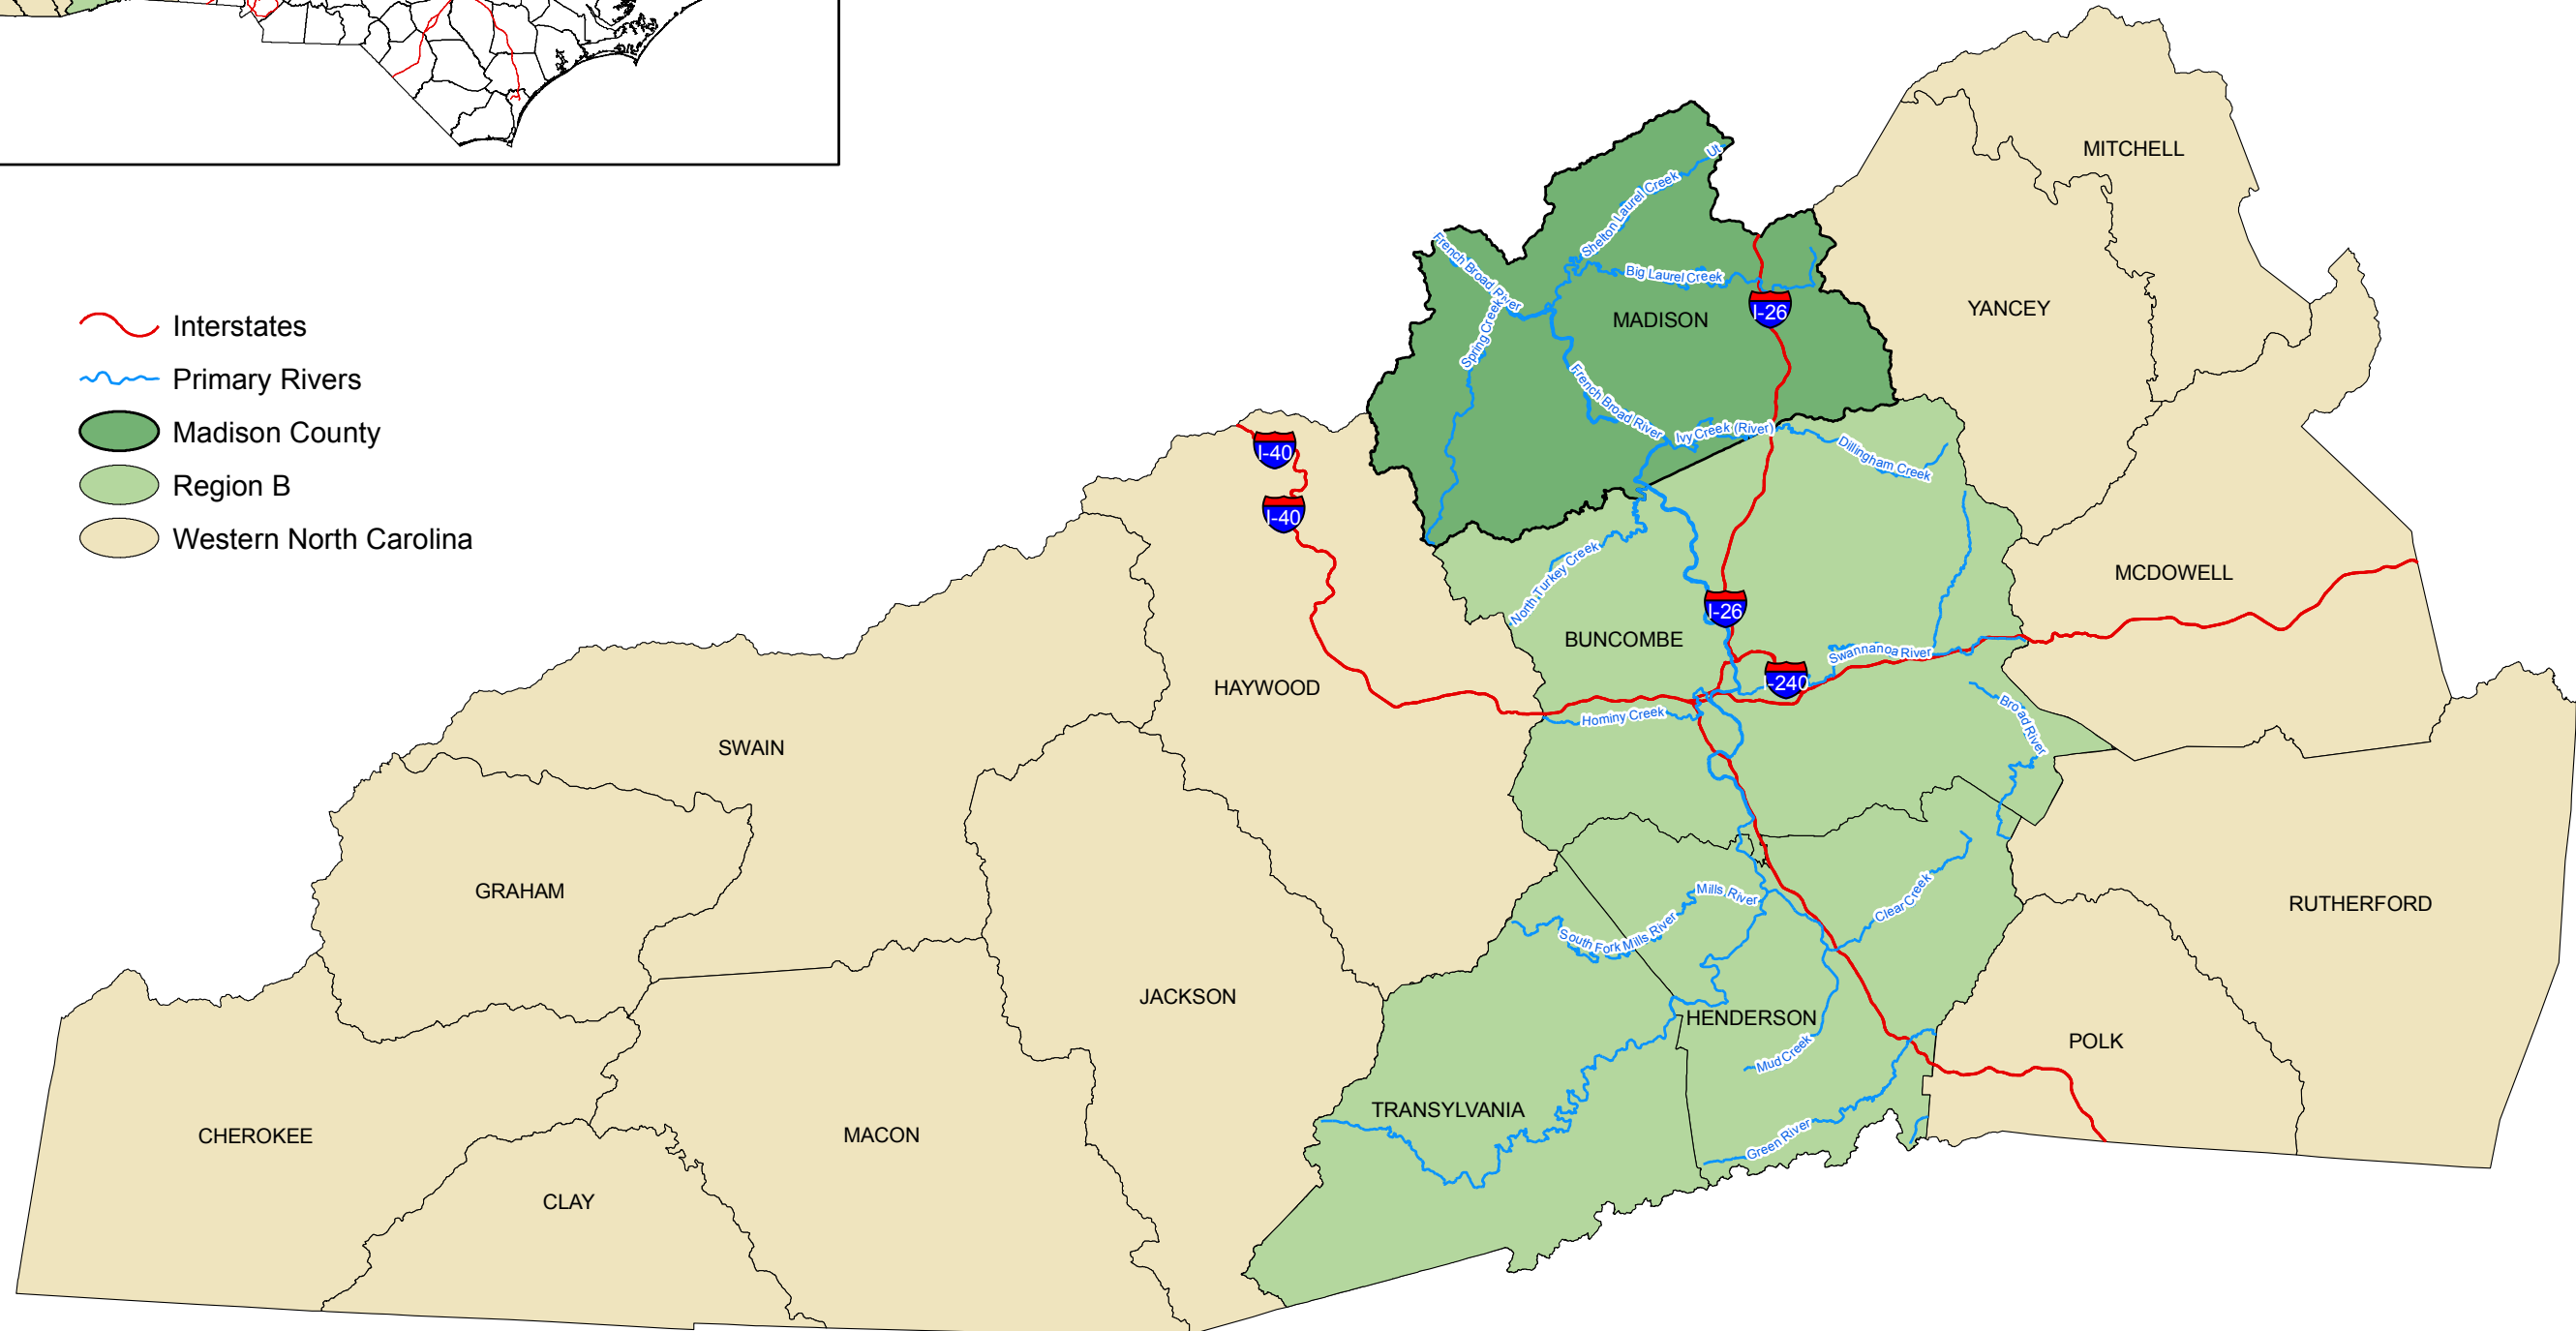 Interstates
Primary Rivers
Madison County
Region B
Western North Carolina
MITCHELL
Ut
Shelton Laurel Creek
French Broad River
Big Laurel Creek
I-26
YANCEY
MADISON
Spring Creek
French Broad River
Ivy Creek (River)
Dillingham Creek
I-40
I-40
North Turkey Creek
MCDOWELL
I-26
BUNCOMBE
Swannanoa River
I-240
HAYWOOD
Hominy Creek
Broad River
SWAIN
GRAHAM
Mills River
Clear Creek
South Fork Mills River
RUTHERFORD
JACKSON
HENDERSON
Mud Creek
POLK
TRANSYLVANIA
CHEROKEE
MACON
Green River
CLAY